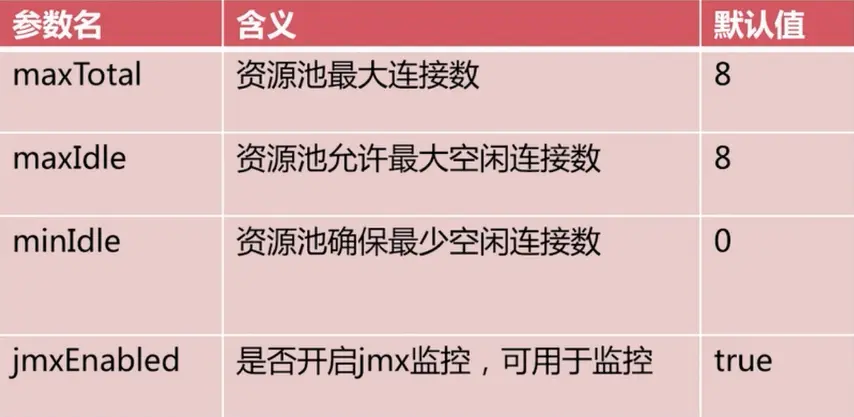 参数名 含义 默认值
maxTotal 资源池最大连接数 8
maxIdle 资源池允许最大空闲连接数 8
minIdle 资源池确保最少空闲连接数 0
jmxEnabled 是否开启jmx监控，可用于监控 true